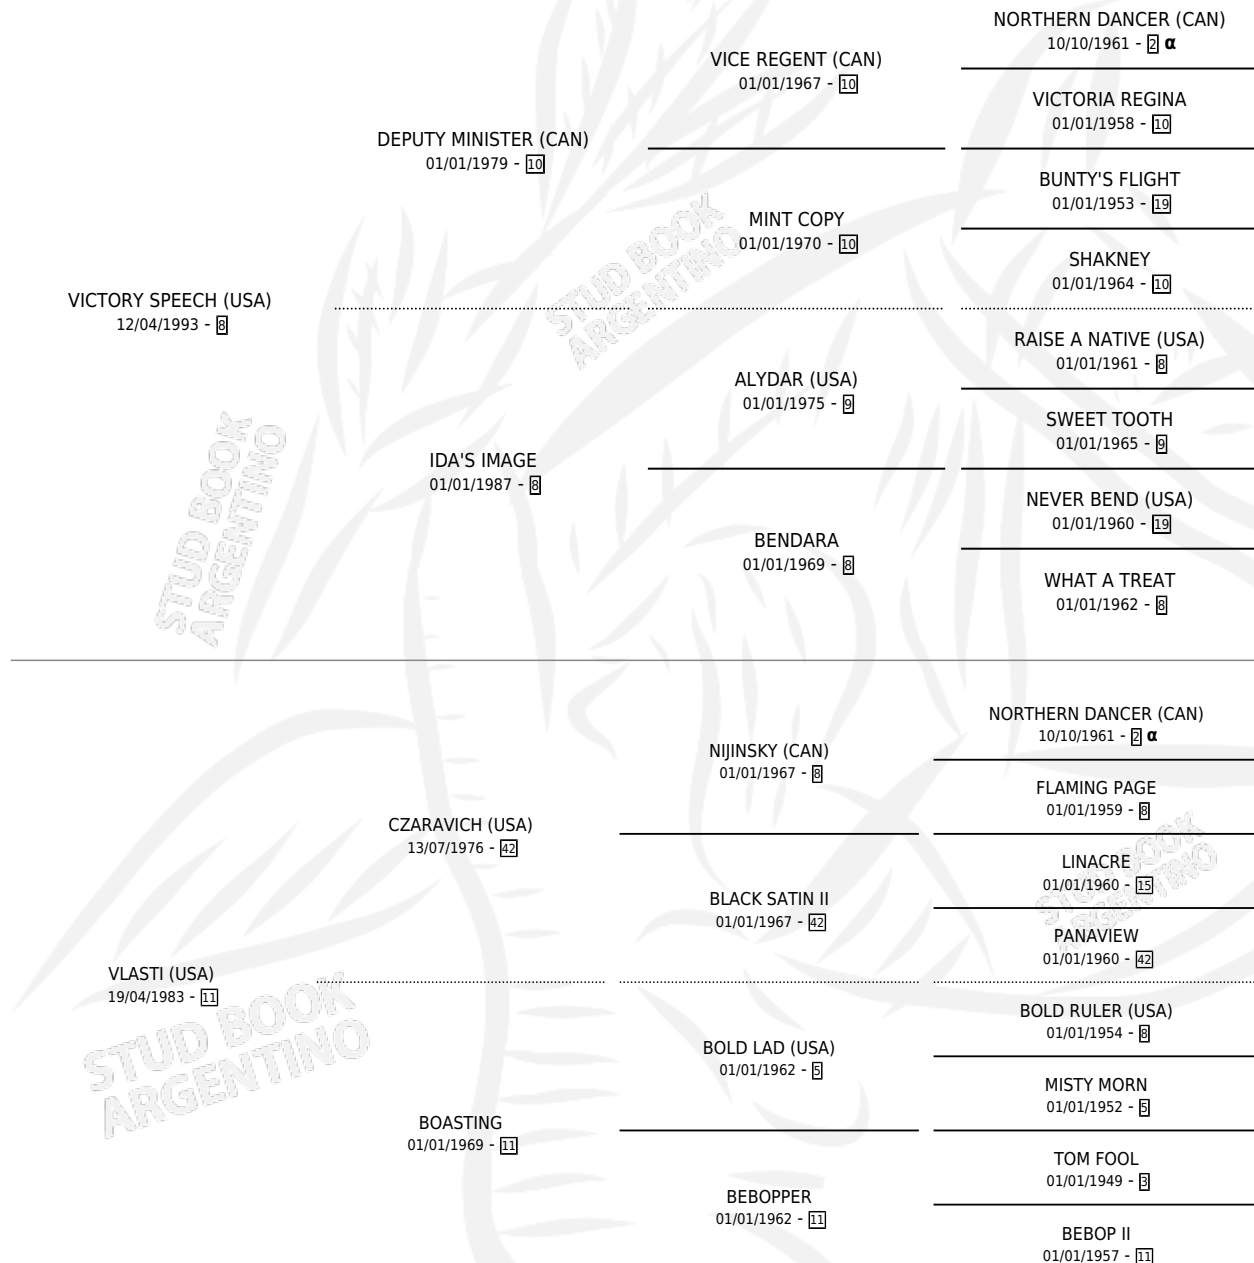 NORTHERN DANCER (CAN)
10/10/1961 - 2 α
VICE REGENT (CAN)
01/01/1967 - 10
VICTORIA REGINA
01/01/1958 - 10
DEPUTY MINISTER (CAN)
01/01/1979 - 10
BUNTY'S FLIGHT
01/01/1953 - 19
MINT COPY
01/01/1970 - 10
SHAKNEY
01/01/1964 - 10
VICTORY SPEECH (USA)
12/04/1993 - 8
STUD BOOK
ARGENTINO
RAISE A NATIVE (USA)
01/01/1961 - 8
ALYDAR (USA)
01/01/1975 - 9
SWEET TOOTH
01/01/1965 - 9
IDA'S IMAGE
01/01/1987 - 8
NEVER BEND (USA)
01/01/1960 - 19
BENDARA
01/01/1969 - 8
WHAT A TREAT
01/01/1962 - 8
STUD BOOK
ARGENTINO
NORTHERN DANCER (CAN)
10/10/1961 - 2 α
NIJINSKY (CAN)
01/01/1967 - 8
FLAMING PAGE
01/01/1959 - 8
CZARAVICH (USA)
13/07/1976 - 42
LINACRE
01/01/1960 - 15
BLACK SATIN II
01/01/1967 - 42
PANAVIEW
01/01/1960 - 42
STUD BOOK
ARGENTINO
VLASTI (USA)
19/04/1983 - 11
BOLD RULER (USA)
01/01/1954 - 8
BOLD LAD (USA)
01/01/1962 - 5
MISTY MORN
01/01/1952 - 5
BOASTING
01/01/1969 - 11
TOM FOOL
01/01/1949 - 3
BEBOPPER
01/01/1962 - 11
BEBOP II
01/01/1957 - 11
STUD BOOK
ARGENTINO